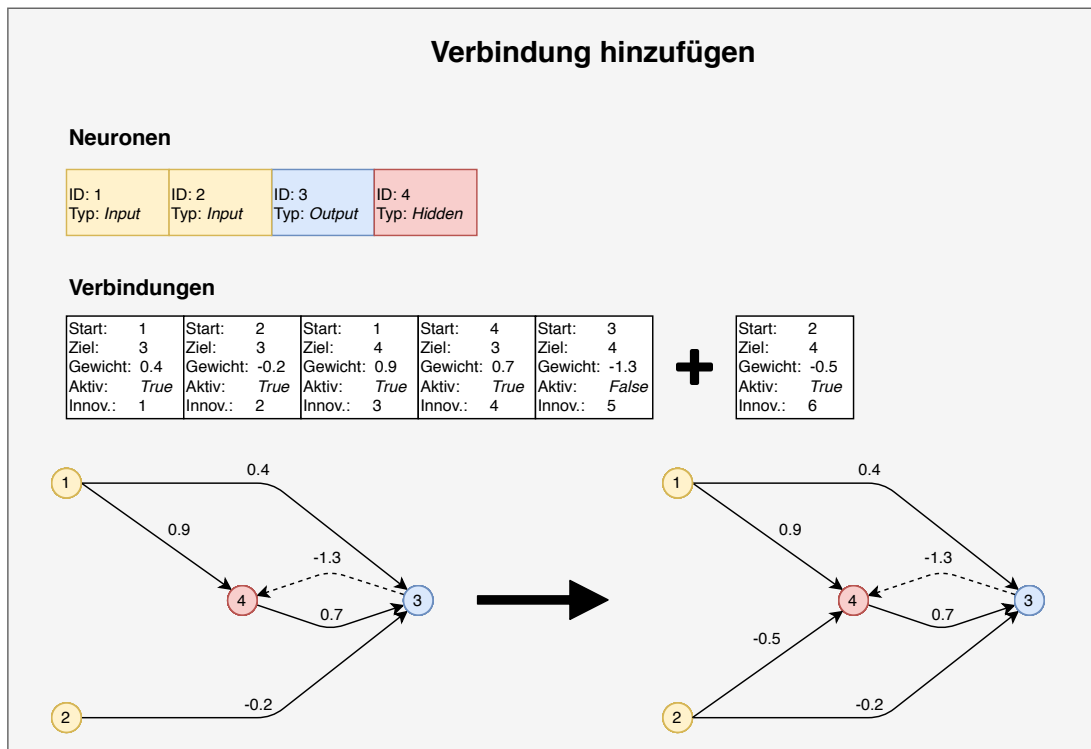 Verbindung hinzufügen
Neuronen
ID: 1
Typ: Input
ID: 2
Typ: Input
ID: 3
Typ: Output
ID: 4
Typ: Hidden
Verbindungen
Start: 1
Ziel: 3
Gewicht: 0.4
Aktiv: True
Innov.: 1
Start: 2
Ziel: 3
Gewicht: -0.2
Aktiv: True
Innov.: 2
Start: 1
Ziel: 4
Gewicht: 0.9
Aktiv: True
Innov.: 3
Start: 4
Ziel: 3
Gewicht: 0.7
Aktiv: True
Innov.: 4
Start: 3
Ziel: 4
Gewicht: -1.3
Aktiv: False
Innov.: 5
Start: 2
Ziel: 4
Gewicht: -0.5
Aktiv: True
Innov.: 6
1
0.4
0.9
-1.3
4
0.7
3
-0.2
2
1
0.4
0.9
-1.3
4
0.7
3
-0.5
-0.2
2